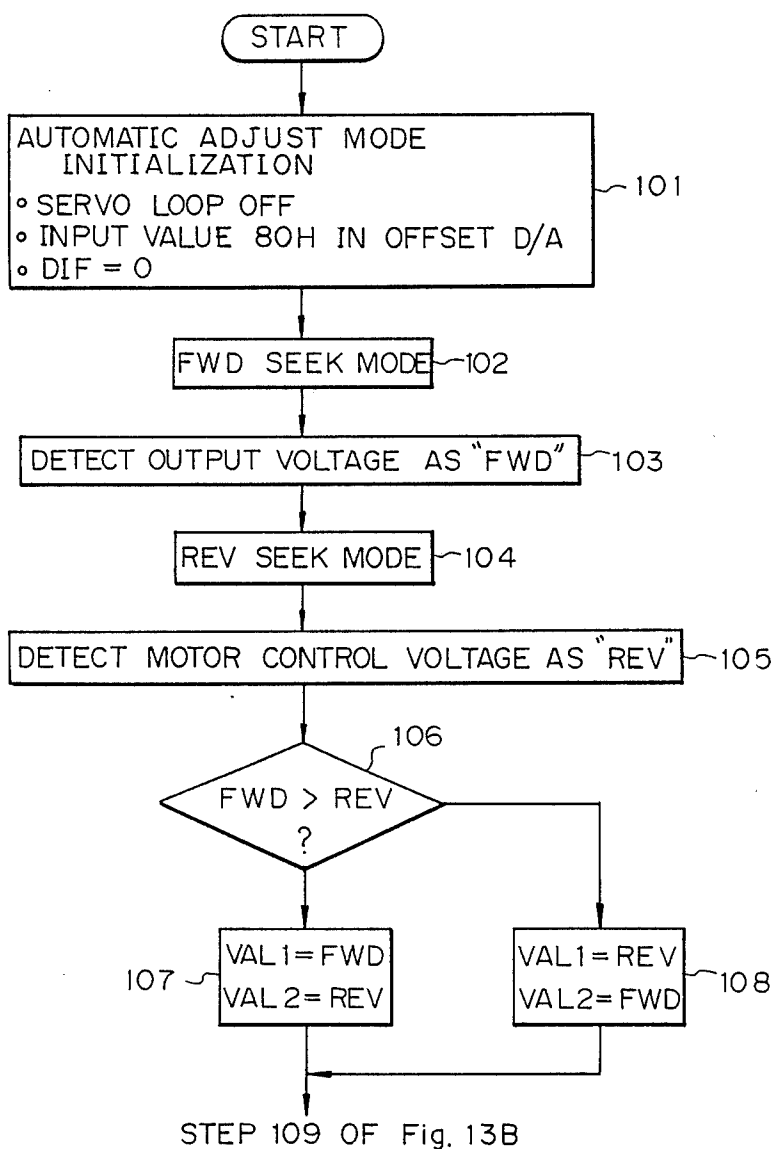 START
AUTOMATIC ADJUST MODE
INITIALIZATION
° SERVO LOOP OFF
° INPUT VALUE 80H IN OFFSET D/A
° DIF = 0
101
FWD SEEK MODE
102
DETECT OUTPUT VOLTAGE AS "FWD"
103
REV SEEK MODE
104
DETECT MOTOR CONTROL VOLTAGE AS "REV"
105
106
FWD > REV
?
107
VAL1=FWD
VAL2=REV
VAL1=REV
VAL2=FWD
108
STEP 109 OF Fig. 13B